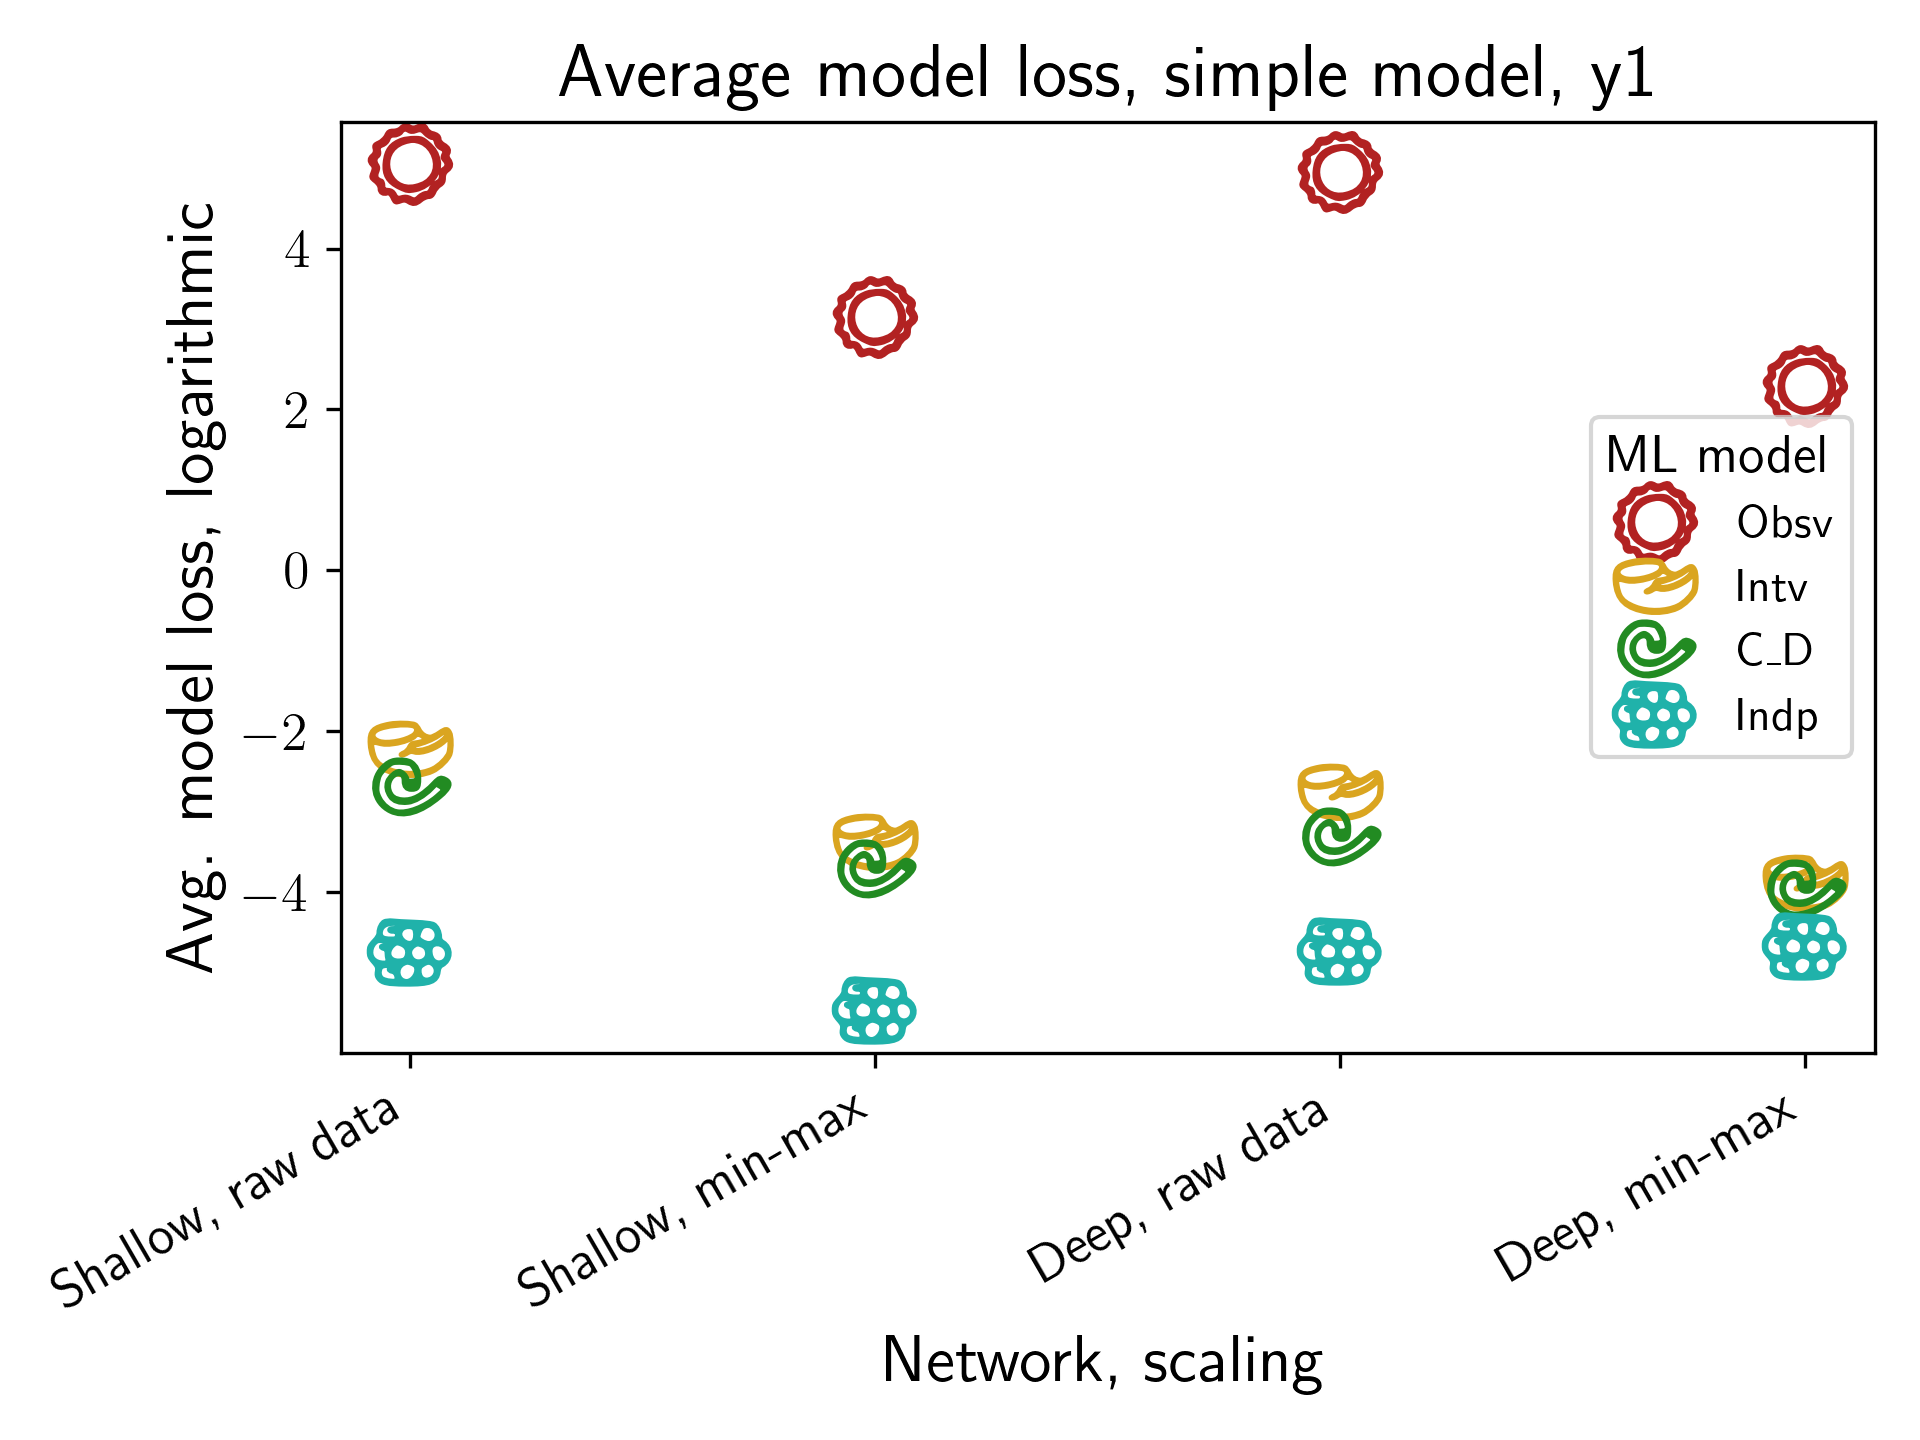 Average model loss, simple model, y1
Avg. model loss, logarithmic
4
2
0
−2
−4
ML model
Obsv
Intv
C_D
Indp
Shallow, raw data
Shallow, min-max
Deep, raw data
Deep, min-max
Network, scaling